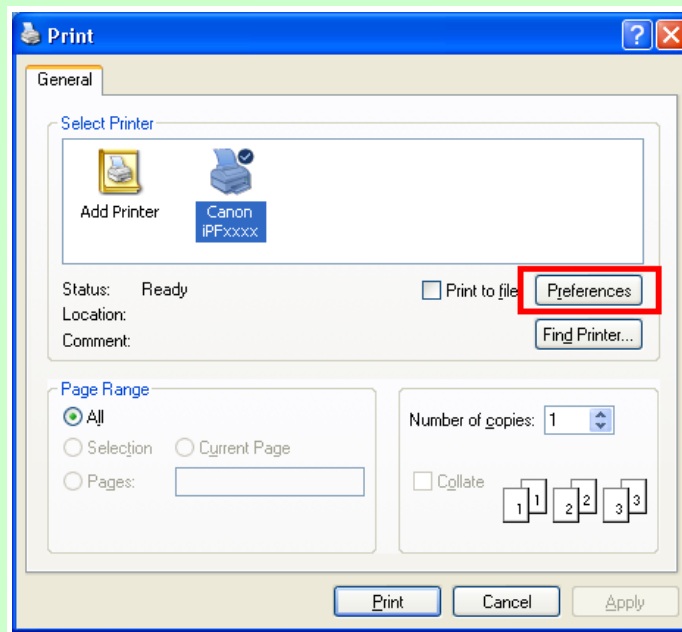 Print
General
Select Printer
Add Printer
Canon
iPFxxxx
Status: Ready
Print to file
Preferences
Location:
Comment:
Find Printer...
Page Range
All
Selection
Current Page
Pages:
Number of copies: 1
Collate
1 1 2 2 3 3
Print
Cancel
Apply